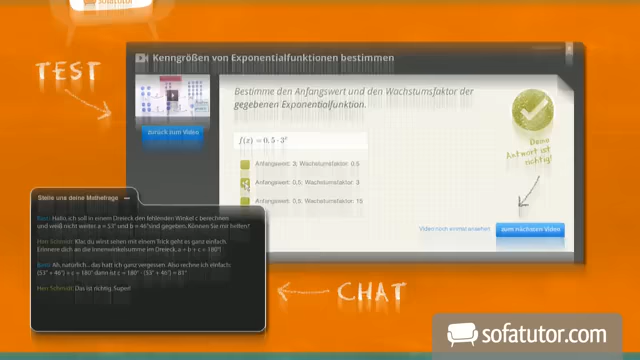 sofatutor
Kenngrößen von Exponentialfunktionen bestimmen
TEST
Bestimme den Anfangswert und den Wachstumsfaktor der
gegebenen Exponentialfunktion.
zurück zum Video
f(x) = 0,5 · 3ˣ
Deine
Antwort ist
richtig!
Anfangswert: 3; Wachstumsfaktor: 0.5
Anfangswert: 0,5; Wachstumsfaktor: 3
Anfangswert: 0,5; Wachstumsfaktor: 15
Video noch einmal ansehen
zum nächsten Video
Stelle uns deine Mathefrage
Hallo, ich soll in einem Dreieck den fehlenden Winkel c berechnen
und weiß nicht weiter. a = 53° und b = 46° sind gegeben. Können Sie mir helfen?
Herr Schmidt: Klar, du wirst sehen mit einem Trick geht es ganz einfach.
Erinnere dich an die Innenwinkelsumme im Dreieck. a + b + c = 180°!
Ah, natürlich... das hatt ich ganz vergessen. Also rechne ich einfach:
(53° + 46°) + c = 180° dann ist c = 180° - (53° + 46°) = 81°
Herr Schmidt: Das ist richtig! Super!
CHAT
sofatutor.com